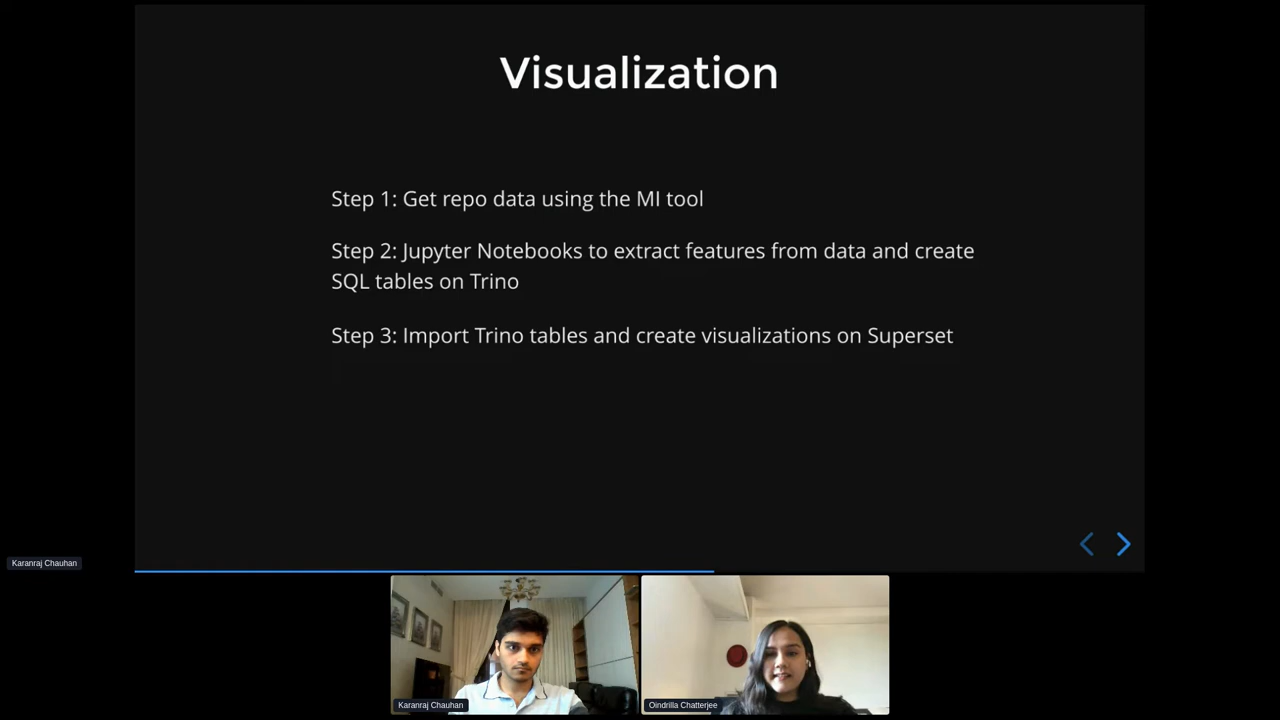 Visualization
Step 1: Get repo data using the MI tool
Step 2: Jupyter Notebooks to extract features from data and create
SQL tables on Trino
Step 3: Import Trino tables and create visualizations on Superset
Karanraj Chauhan
Karanraj Chauhan
Oindrilla Chatterjee